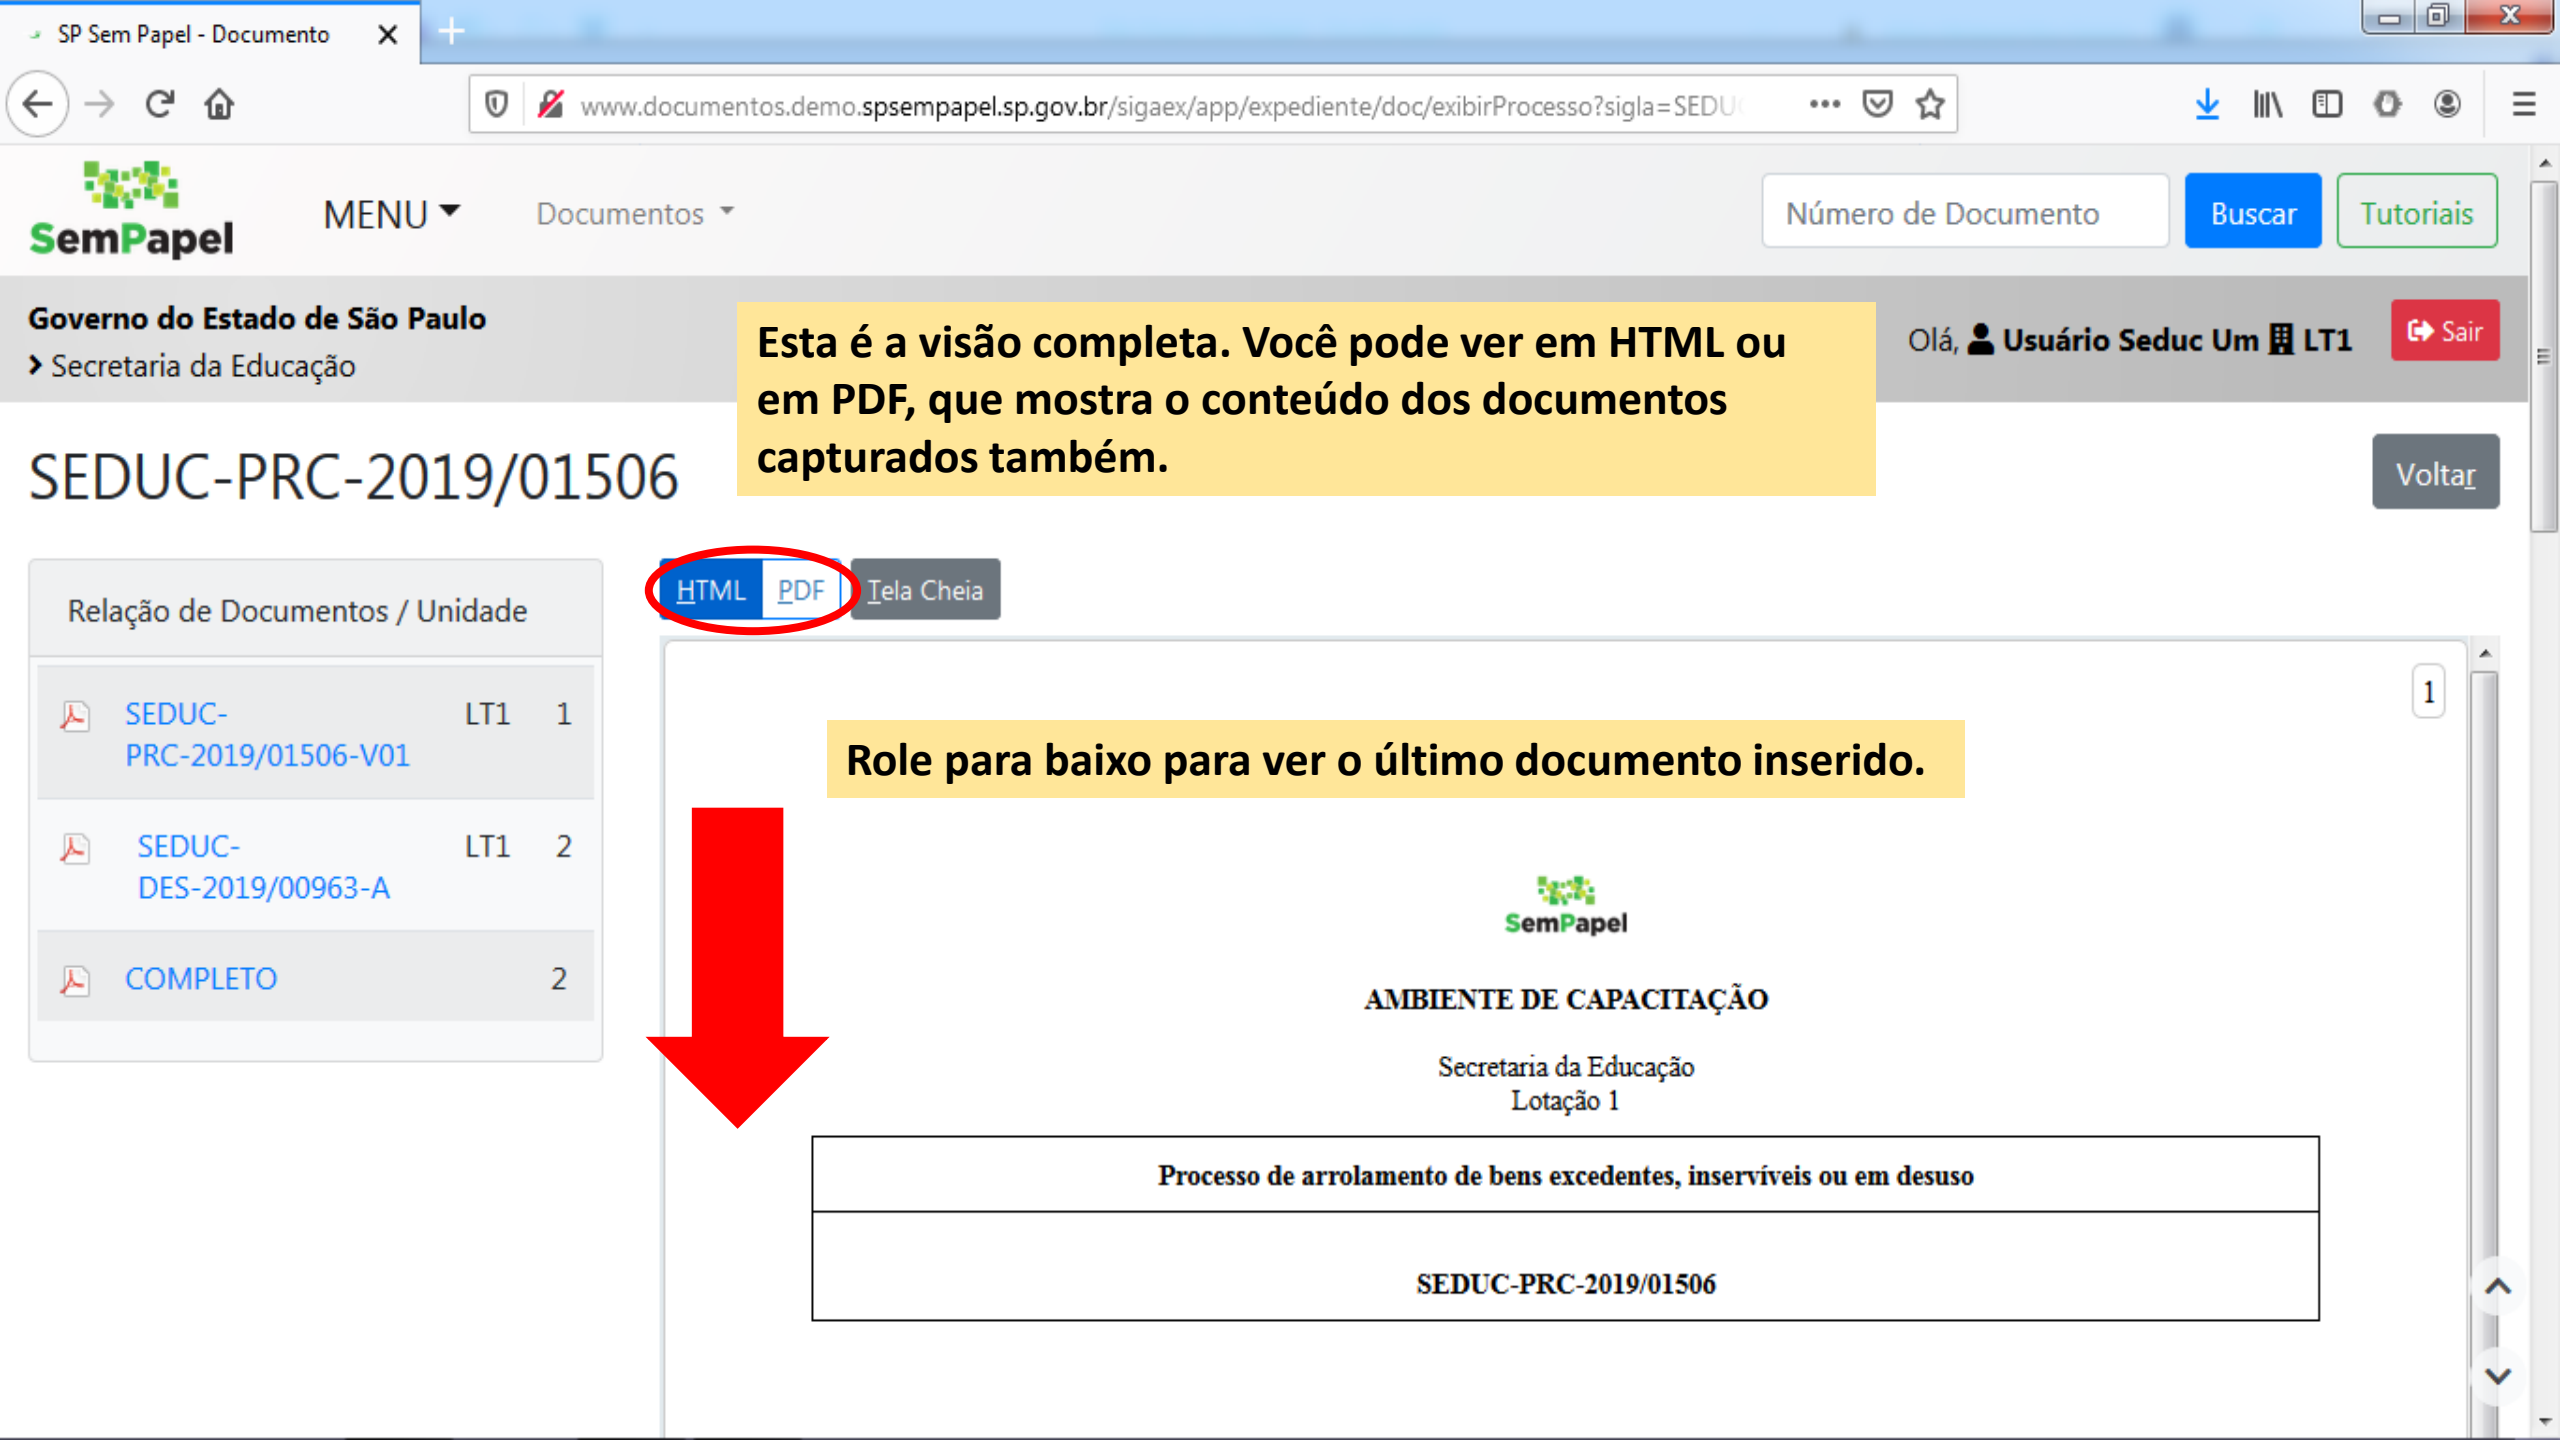 SP Sem Papel - Documento
www.documentos.demo.spsempapel.sp.gov.br/sigaex/app/expediente/doc/exibirProcesso?sigla=SEDU
SemPapel
MENU
Documentos
Número de Documento
Buscar
Tutoriais
Governo do Estado de São Paulo
Secretaria da Educação
Esta é a visão completa. Você pode ver em HTML ou
em PDF, que mostra o conteúdo dos documentos
capturados também.
Olá, Usuário Seduc Um LT1
Sair
SEDUC-PRC-2019/01506
Voltar
Relação de Documentos / Unidade
SEDUC- LT1 1
PRC-2019/01506-V01
SEDUC- LT1 2
DES-2019/00963-A
COMPLETO 2
HTML PDF Tela Cheia
1
Role para baixo para ver o último documento inserido.
SemPapel
AMBIENTE DE CAPACITAÇÃO
Secretaria da Educação
Lotação 1
Processo de arrolamento de bens excedentes, inservíveis ou em desuso
SEDUC-PRC-2019/01506